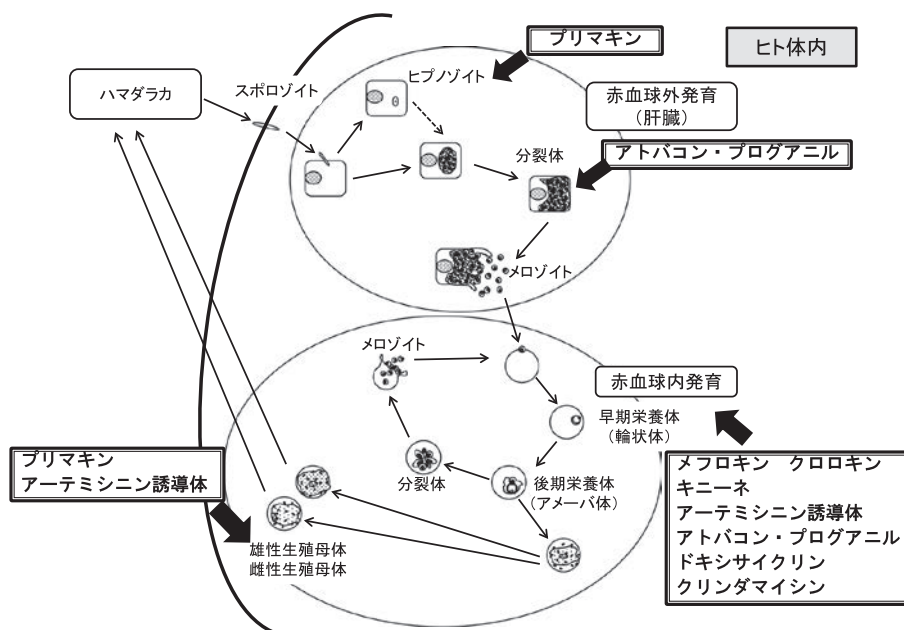 プリマキン
ヒト体内
ハマダラカ
スポロゾイト
ヒプノゾイト
赤血球外発育
(肝臓)
分裂体
アトバコン・プログアニル
メロゾイト
メロゾイト
赤血球内発育
早期栄養体
(輪状体)
プリマキン
アーテミシニン誘導体
分裂体
後期栄養体
(アメーバ体)
メフロキン クロロキン
キニーネ
アーテミシニン誘導体
アトバコン・プログアニル
ドキシサイクリン
クリンダマイシン
雄性生殖母体
雌性生殖母体